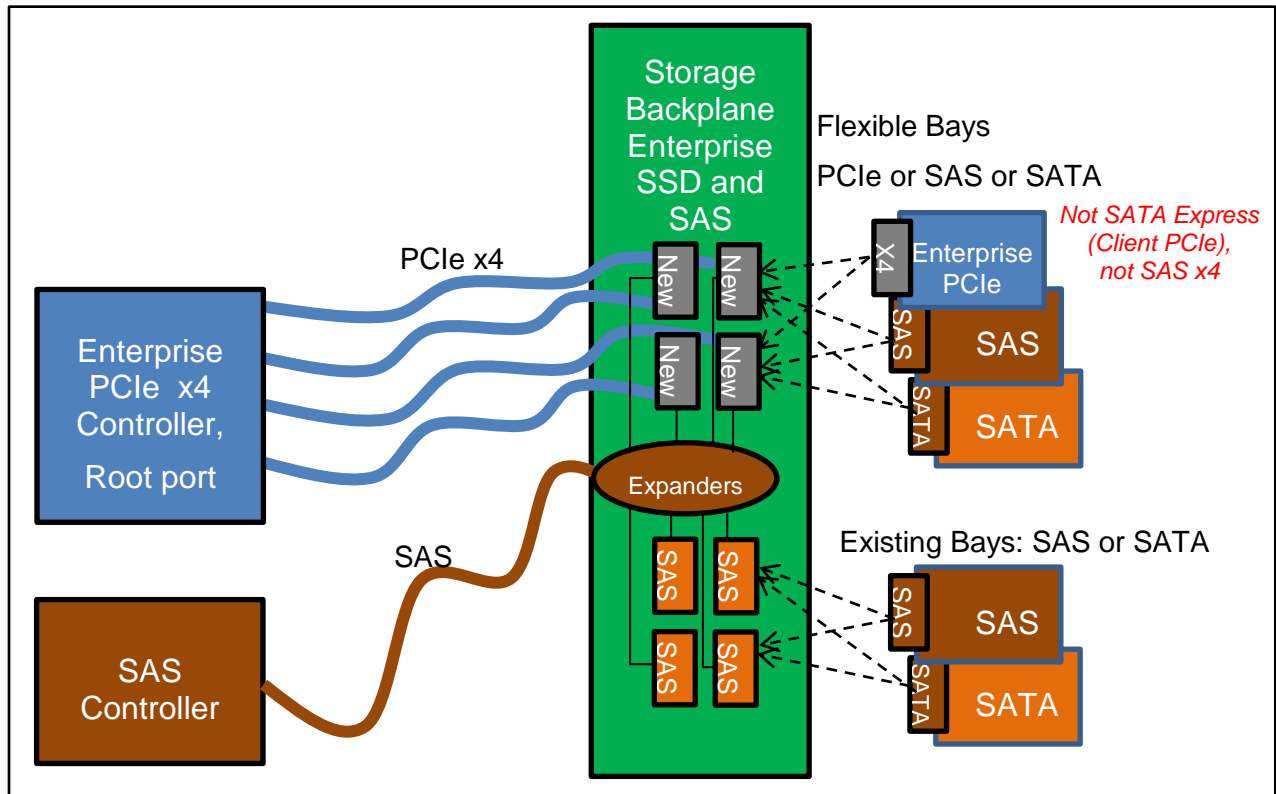 Storage
Backplane
Enterprise
SSD and
SAS
Flexible Bays
PCIe or SAS or SATA
Not SATA Express
(Client PCIe),
not SAS x4
X4
Enterprise
PCIe
SAS
SAS
SATA
SATA
PCIe x4
New
New
New
New
Enterprise
PCIe x4
Controller,
Root port
Expanders
SAS
SAS
SAS
SAS
SAS
Existing Bays: SAS or SATA
SAS
SAS
SATA
SATA
SAS
Controller